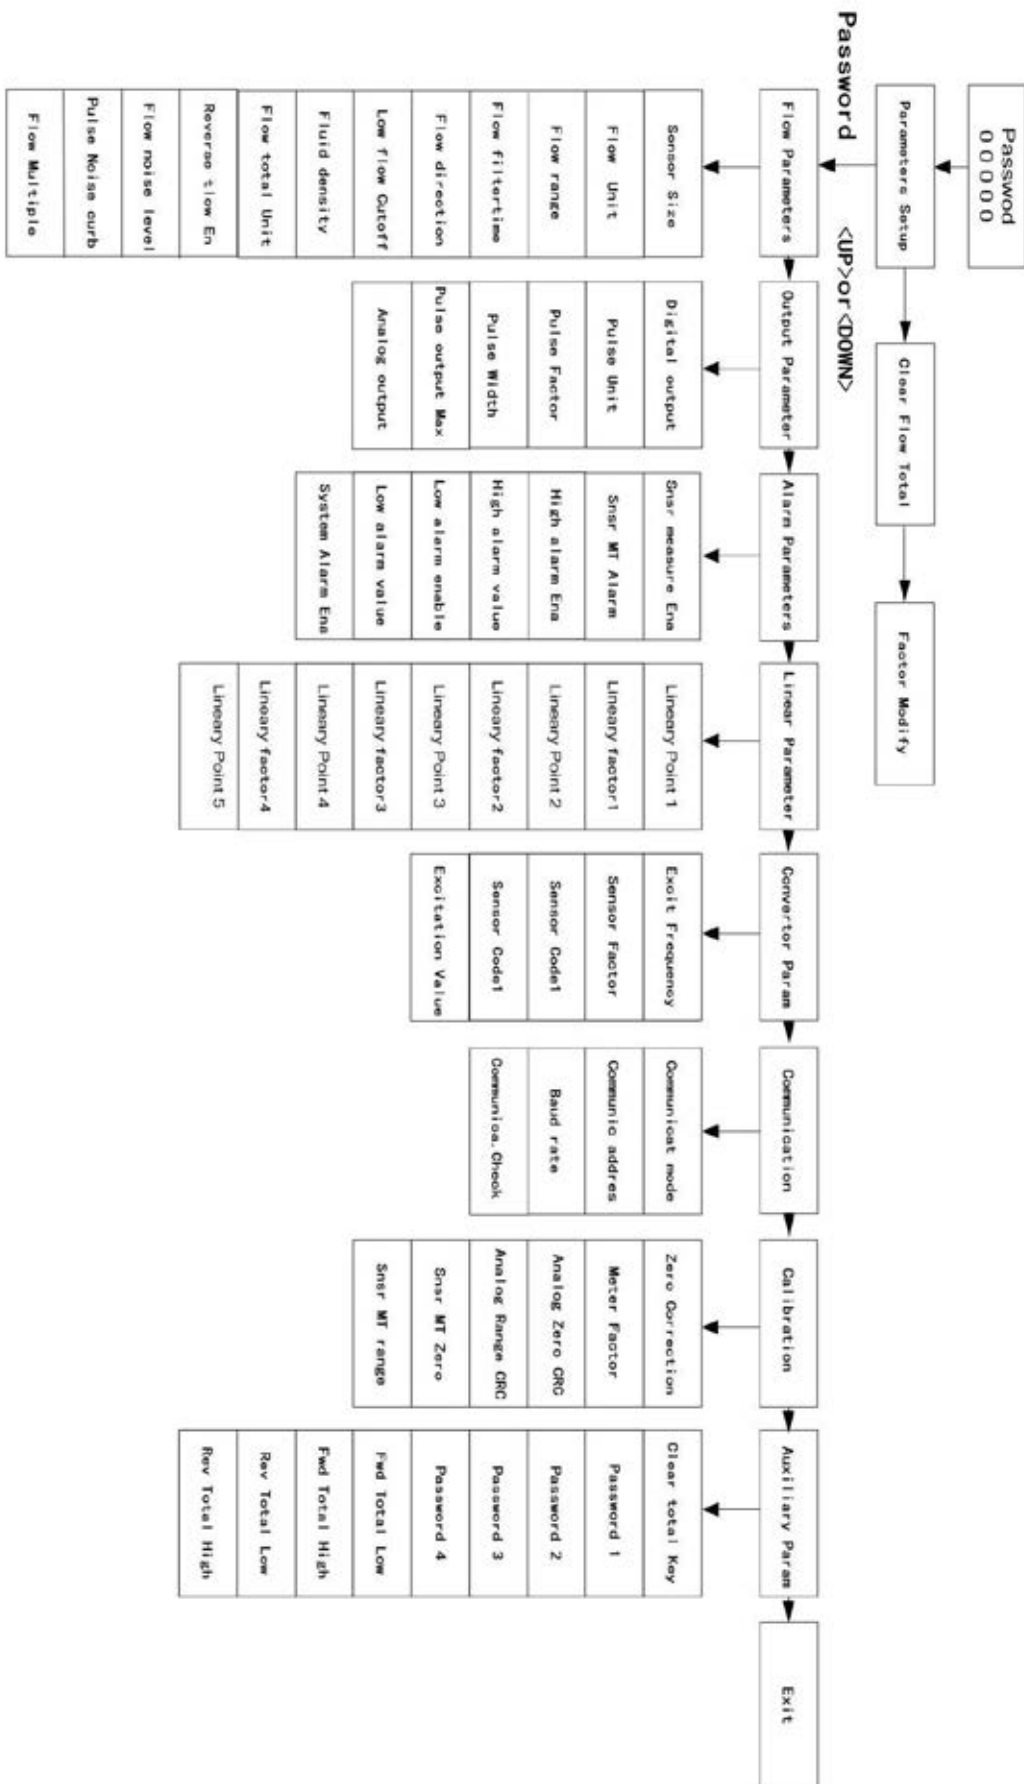 Passwod
00000
Parameters Setup
Clear Flow Total
Factor Modify
Password
<UP>or<DOWN>
Flow Parameters
Output Parameter
Alarm Parameters
Linear Parameter
Convertor Param
Communication
Calibration
Auxiliary Param
Exit
Sensor Size
Flow Unit
Flow range
Flow filtertime
Flow direction
Low flow Cutoff
Fluid density
Flow total Unit
Reverse flow En
Flow noise level
Pulse Noise curb
Flow Multiple
Digital output
Pulse Unit
Pulse Factor
Pulse Width
Pulse output Max
Analog output
Snsr measure Ena
Snsr MT Alarm
High alarm Ena
High alarm value
Low alarm enable
Low alarm value
System Alarm Ena
Lineary Point 1
Lineary factor1
Lineary Point 2
Lineary factor2
Lineary Point 3
Lineary factor3
Lineary Point 4
Lineary factor4
Lineary Point 5
Excit Frequency
Sensor Factor
Sensor Code1
Sensor Code1
Excitation Value
Communicat mode
Communic addres
Baud rate
Communica.Check
Zero Correction
Meter Factor
Analog Zero CRC
Analog Range CRC
Snsr MT Zero
Snsr MT range
Clear total Key
Password 1
Password 2
Password 3
Password 4
Fwd Total Low
Fwd Total High
Rev Total Low
Rev Total High